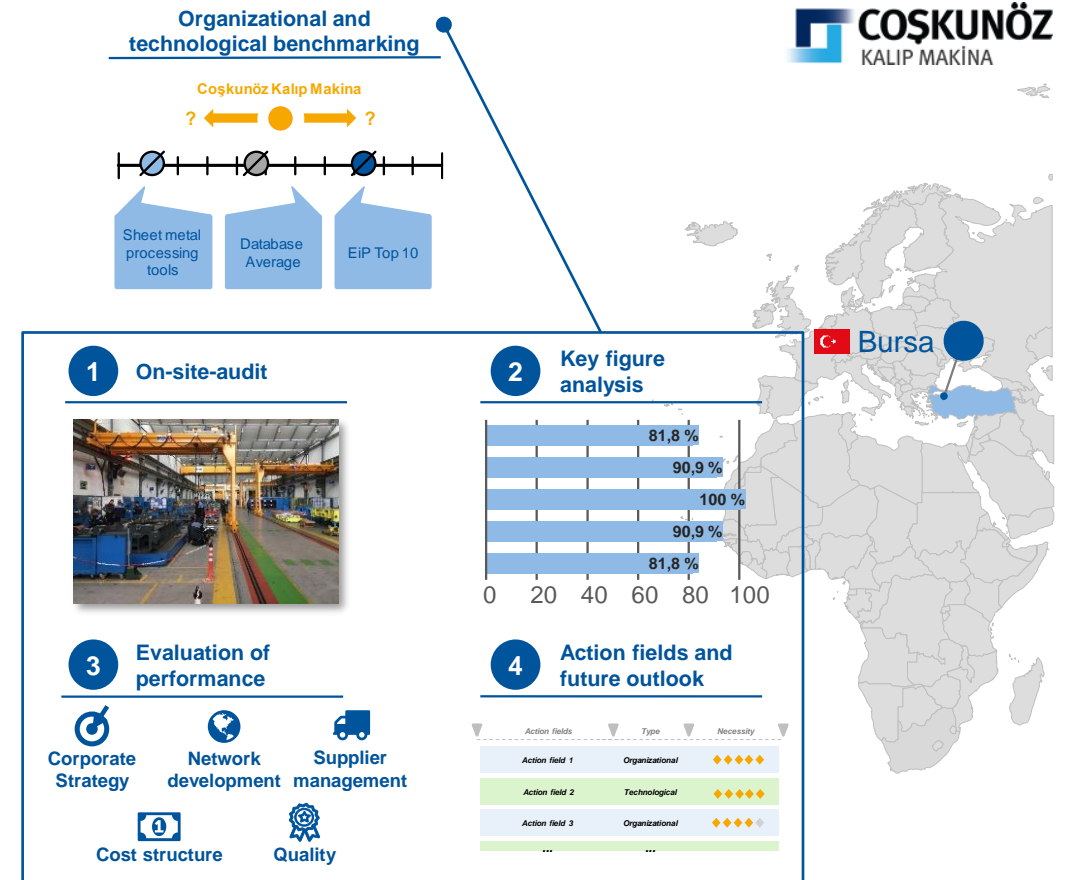 Organizational and
technological benchmarking
COŞKUNÖZ
KALIP MAKİNA
Coşkunöz Kalıp Makina
? ?
Sheet metal
processing
tools
Database
Average
EiP Top 10
Bursa
1 On-site-audit
2 Key figure
analysis
81,8 %
90,9 %
100 %
90,9 %
81,8 %
0 20 40 60 80 100
3 Evaluation of
performance
Corporate
Strategy
Network
development
Supplier
management
Cost structure
Quality
4 Action fields and
future outlook
Action fields Type Necessity
Action field 1 Organizational
Action field 2 Technological
Action field 3 Organizational
... ...